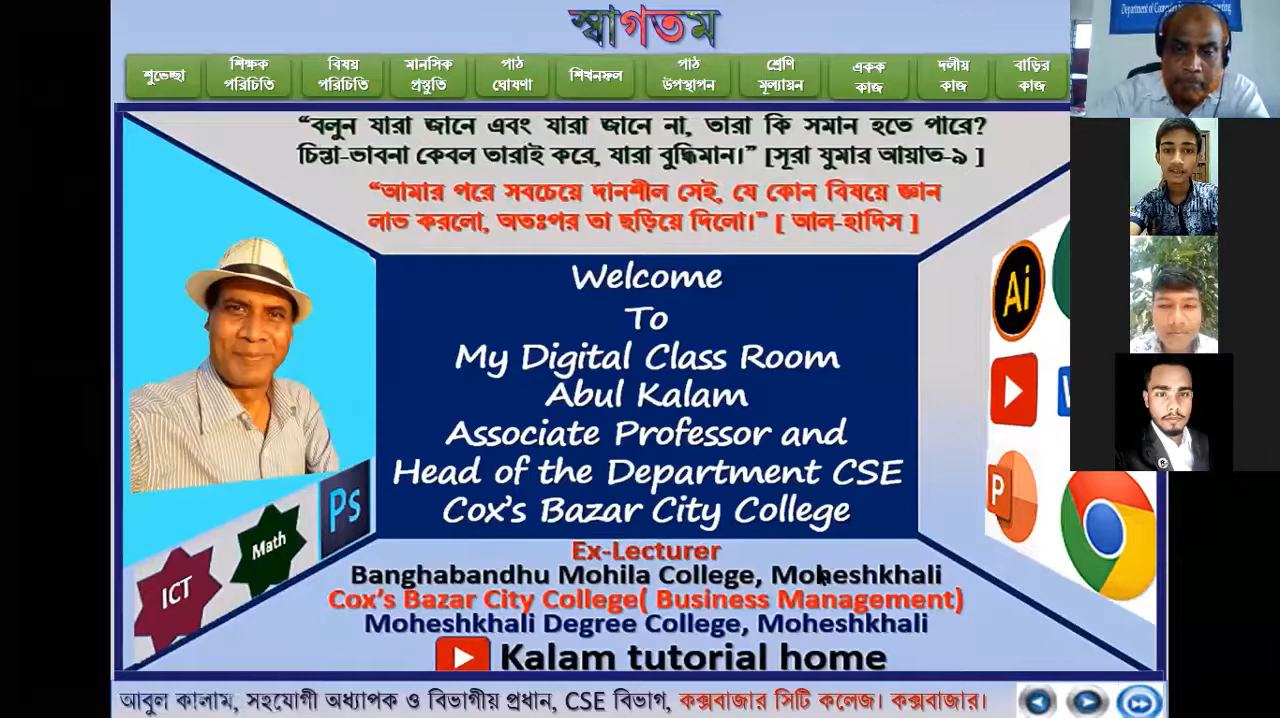 স্বাগতম
শুভেচ্ছা
শিক্ষক
পরিচিতি
বিষয়
পরিচিতি
মানসিক
প্রস্তুতি
পাঠ
ঘোষণা
শিখনফল
পাঠ
উপস্থাপন
শ্রেণি
মূল্যায়ন
একক
কাজ
দলীয়
কাজ
বাড়ির
কাজ
“বলুন যারা জানে এবং যারা জানে না, তারা কি সমান হতে পারে?
চিন্তা-ভাবনা কেবল তারাই করে, যারা বুদ্ধিমান।” [সূরা যুমার আয়াত-৯ ]
“আমার পরে সবচেয়ে দানশীল সেই, যে কোন বিষয়ে জ্ঞান
লাভ করলো, অতঃপর তা ছড়িয়ে দিলো।” [ আল-হাদিস ]
Welcome
To
My Digital Class Room
Abul Kalam
Associate Professor and
Head of the Department CSE
Cox's Bazar City College
Ex-Lecturer
Banghabandhu Mohila College, Moheshkhali
Cox's Bazar City College( Business Management)
Moheshkhali Degree College, Moheshkhali
Kalam tutorial home
ICT
Math
Ps
Ai
P
আবুল কালাম, সহযোগী অধ্যাপক ও বিভাগীয় প্রধান, CSE বিভাগ, কক্সবাজার সিটি কলেজ। কক্সবাজার।
Department of